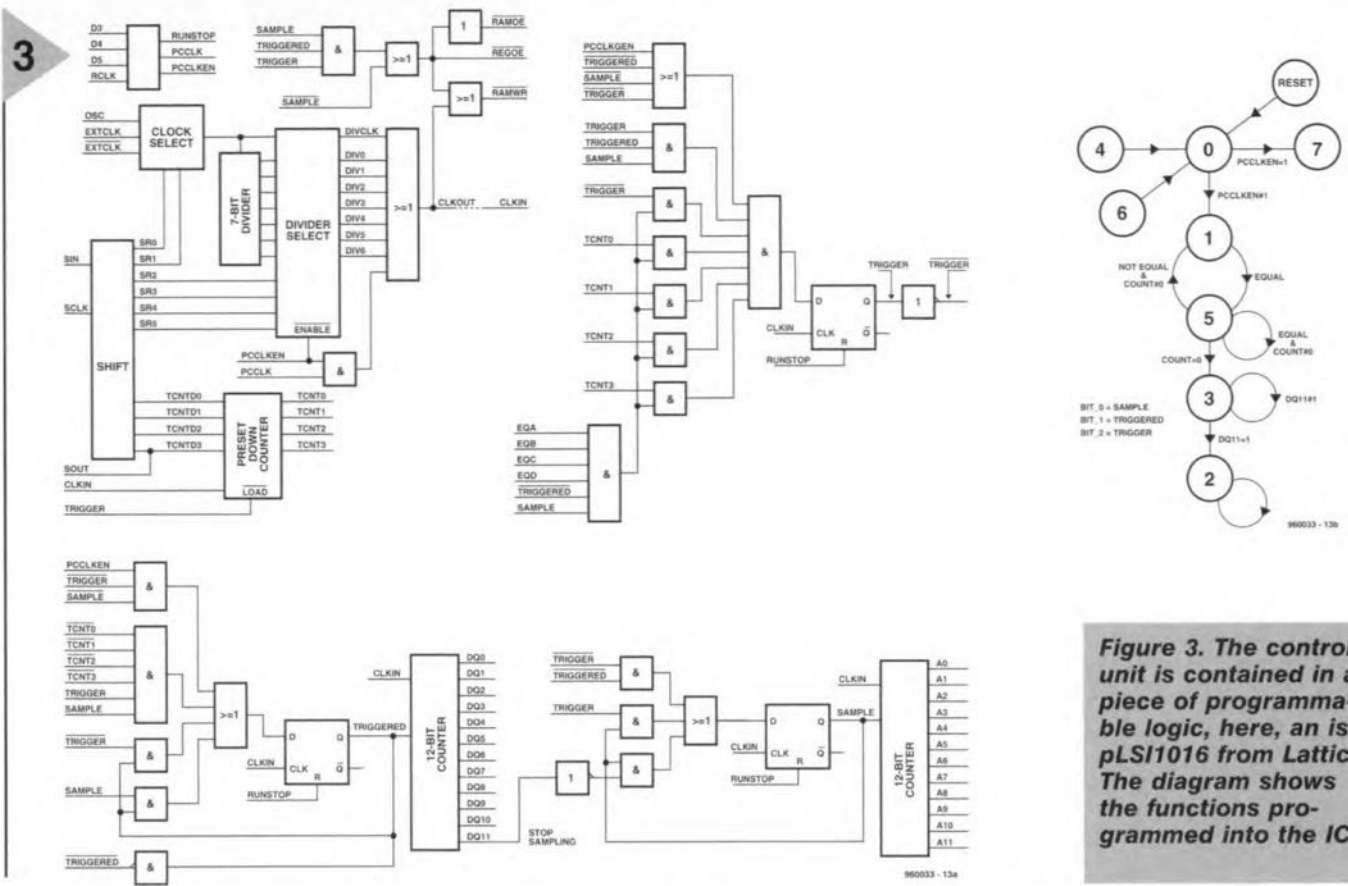 3
D3
D4
D5
RCLK
RUNSTOP
PCCLK
PCCLKEN
SAMPLE
TRIGGERED
TRIGGER
&
>=1
SAMPLE
1
RAMOE
REGOE
>=1
RAMWR
OSC
EXTCLK
EXTCLK
CLOCK
SELECT
7-BIT
DIVIDER
DIVIDER
SELECT
ENABLE
DIVCLK
DIV0
DIV1
DIV2
DIV3
DIV4
DIV5
DIV6
>=1
CLKOUT
CLKIN
SIN
SCLK
SHIFT
SR0
SR1
SR2
SR3
SR4
SR5
PCCLKEN
PCCLK
&
TCNTD0
TCNTD1
TCNTD2
TCNTD3
PRESET
DOWN
COUNTER
LOAD
TCNT0
TCNT1
TCNT2
TCNT3
SOUT
CLKIN
TRIGGER
PCCLKGEN
TRIGGERED
SAMPLE
TRIGGER
>=1
TRIGGER
TRIGGERED
SAMPLE
&
TRIGGER
&
TCNT0
&
TCNT1
&
TCNT2
&
TCNT3
&
EQA
EQB
EQC
EQD
TRIGGERED
SAMPLE
&
&
D
Q
CLKIN
CLK
Q
R
RUNSTOP
TRIGGER
1
TRIGGER
RESET
4
0
7
PCCLKEN=1
6
PCCLKEN#1
1
NOT EQUAL
&
COUNT#0
EQUAL
5
EQUAL
&
COUNT#0
COUNT=0
3
DQ11#1
BIT_0 = SAMPLE
BIT_1 = TRIGGERED
BIT_2 = TRIGGER
DQ11=1
2
960033 - 13b
PCCLKEN
TRIGGER
SAMPLE
&
TCNT0
TCNT1
TCNT2
TCNT3
TRIGGER
SAMPLE
&
TRIGGER
&
SAMPLE
&
TRIGGERED
&
>=1
D
Q
CLKIN
CLK
Q
R
RUNSTOP
TRIGGERED
CLKIN
12-BIT
COUNTER
DQ0
DQ1
DQ2
DQ3
DQ4
DQ5
DQ6
DQ7
DQ8
DQ9
DQ10
DQ11
STOP
SAMPLING
TRIGGER
TRIGGERED
&
TRIGGER
&
1
&
>=1
D
Q
CLKIN
CLK
Q
R
RUNSTOP
SAMPLE
CLKIN
12-BIT
COUNTER
A0
A1
A2
A3
A4
A5
A6
A7
A8
A9
A10
A11
960033 - 13a
Figure 3. The control
unit is contained in a
piece of programma-
ble logic, here, an is
pLSI1016 from Lattic
The diagram shows
the functions pro-
grammed into the IC